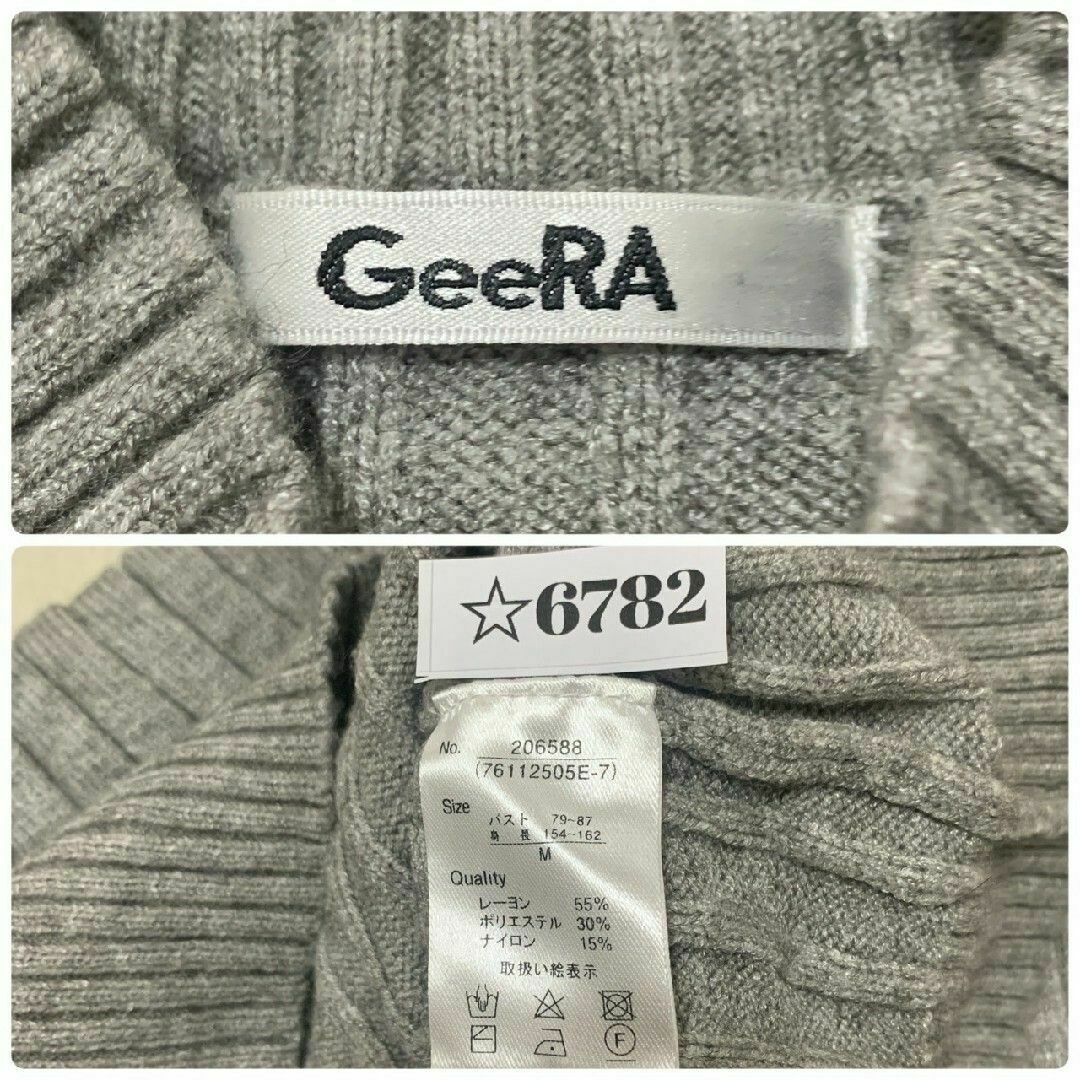 GeeRA
☆6782
No. 206588
(76112505E-7)
Size
バスト 79~87
身長 154~162
M
Quality
レーヨン 55%
ポリエステル 30%
ナイロン 15%
取扱い絵表示
F